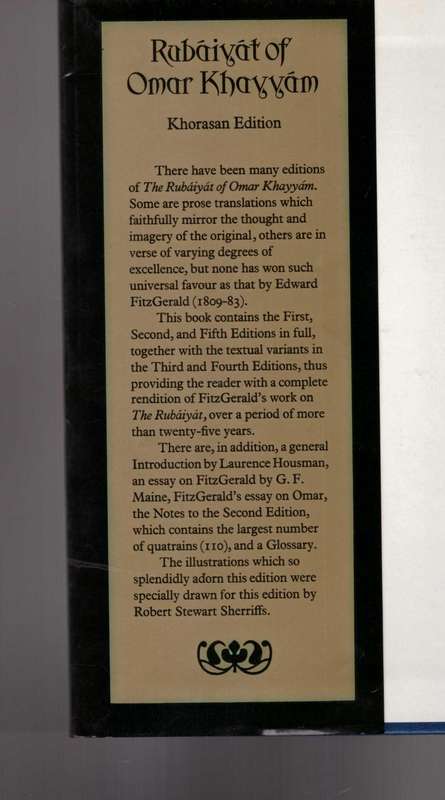 Rubáiyát of
Omar Khayyám
Khorasan Edition
There have been many editions
of The Rubáiyát of Omar Khayyám.
Some are prose translations which
faithfully mirror the thought and
imagery of the original, others are in
verse of varying degrees of
excellence, but none has won such
universal favour as that by Edward
FitzGerald (1809–83).
This book contains the First,
Second, and Fifth Editions in full,
together with the textual variants in
the Third and Fourth Editions, thus
providing the reader with a complete
rendition of FitzGerald's work on
The Rubáiyát, over a period of more
than twenty-five years.
There are, in addition, a general
Introduction by Laurence Housman,
an essay on FitzGerald by G. F.
Maine, FitzGerald's essay on Omar,
the Notes to the Second Edition,
which contains the largest number
of quatrains (110), and a Glossary.
The illustrations which so
splendidly adorn this edition were
specially drawn for this edition by
Robert Stewart Sherriffs.